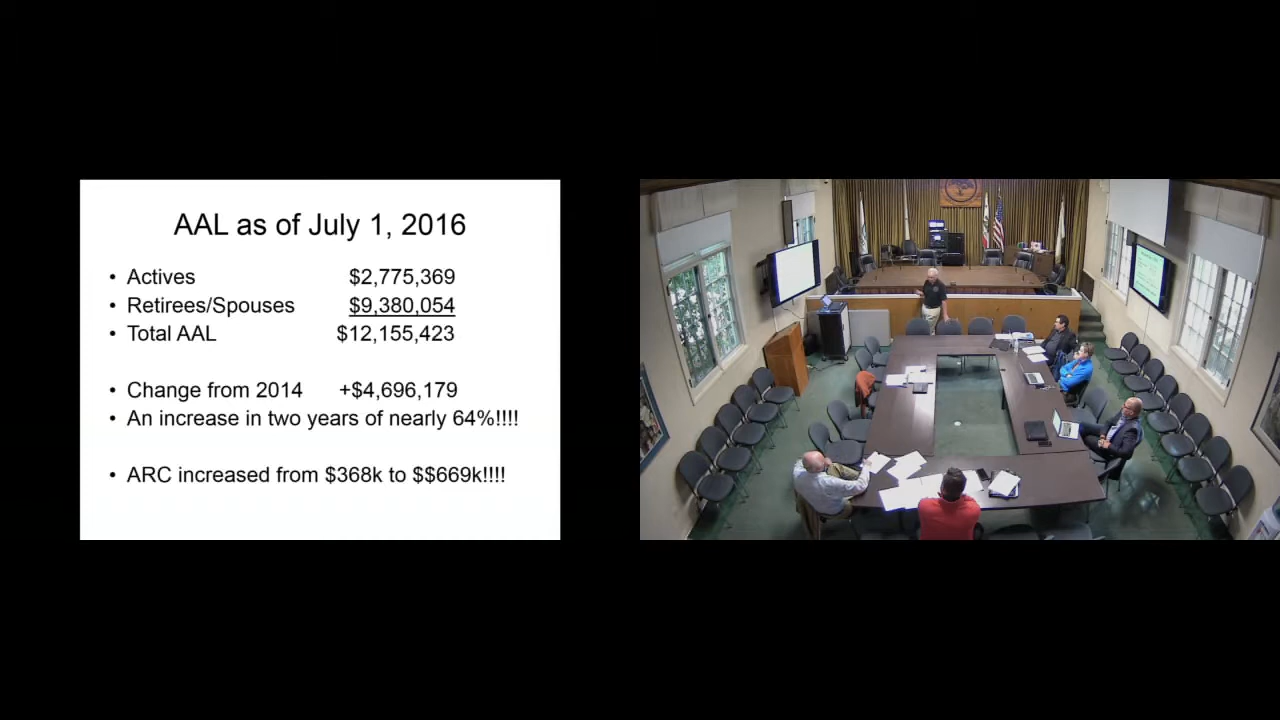 AAL as of July 1, 2016
• Actives $2,775,369
• Retirees/Spouses $9,380,054
• Total AAL $12,155,423
• Change from 2014 +$4,696,179
• An increase in two years of nearly 64%!!!!
• ARC increased from $368k to $$669k!!!!